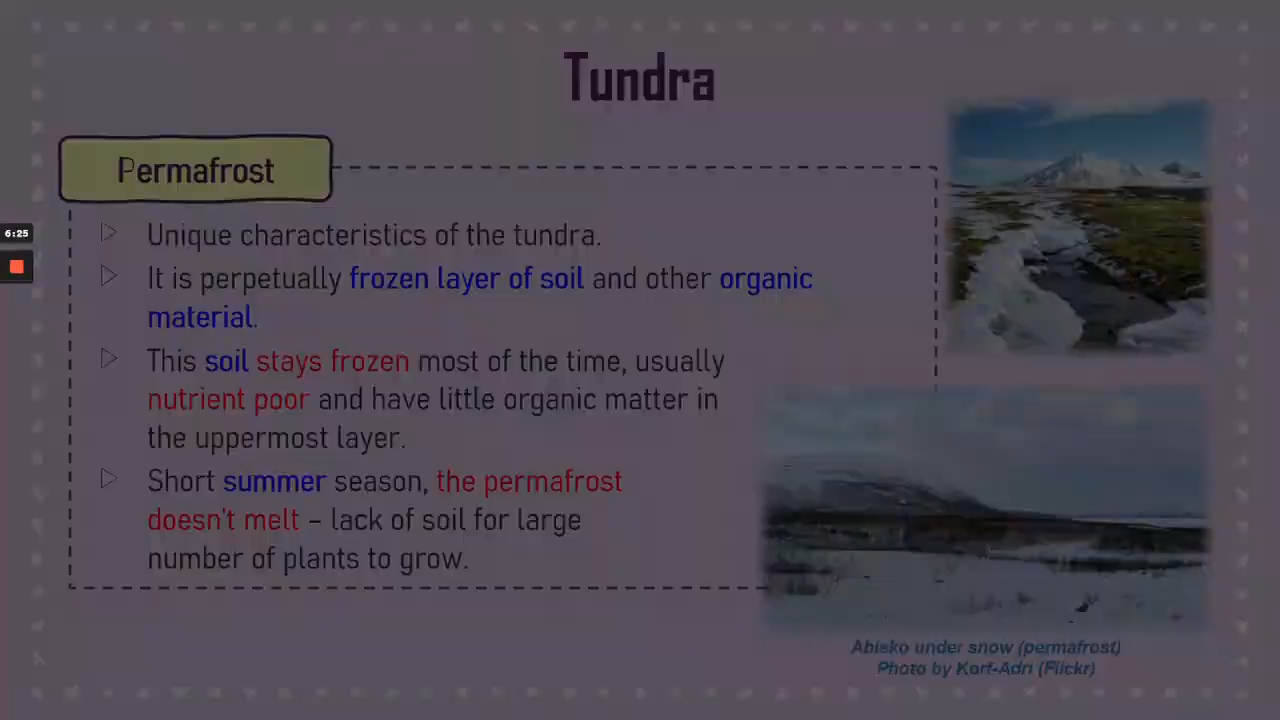 Tundra
Permafrost
Unique characteristics of the tundra.
It is perpetually frozen layer of soil and other organic
material.
This soil stays frozen most of the time, usually
nutrient poor and have little organic matter in
the uppermost layer.
Short summer season, the permafrost
doesn't melt – lack of soil for large
number of plants to grow.
6:25
Abisko under snow (permafrost)
Photo by Korf-Adri (Flickr)